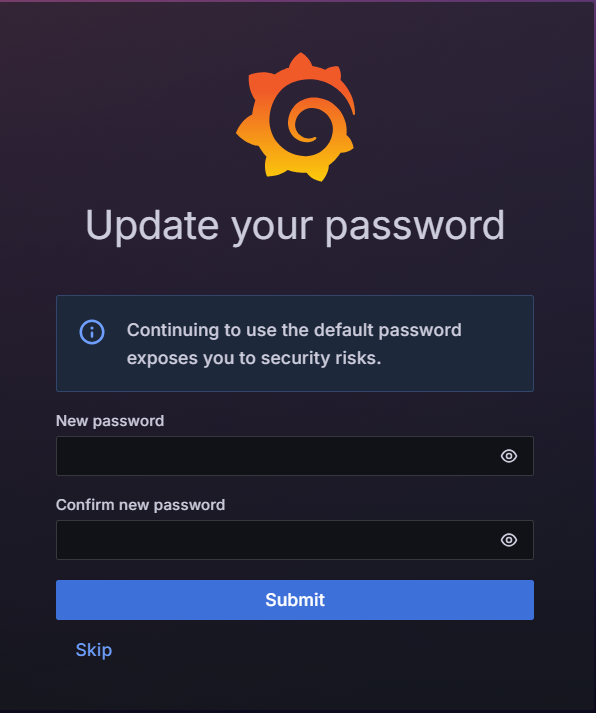 Update your password
Continuing to use the default password
exposes you to security risks.
New password
Confirm new password
Submit
Skip